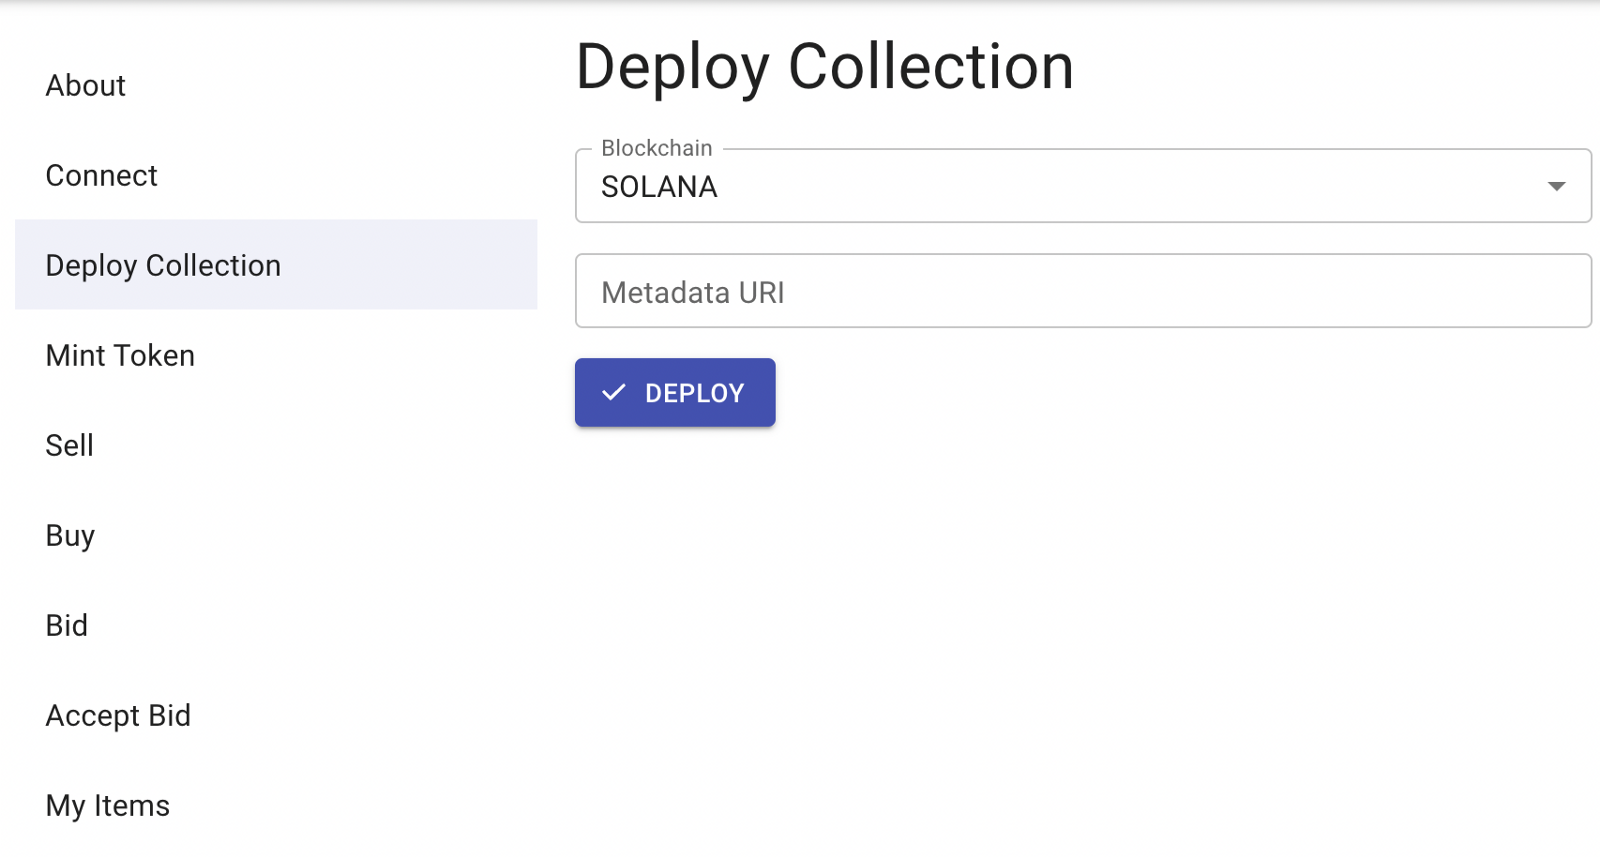 About
Connect
Deploy Collection
Mint Token
Sell
Buy
Bid
Accept Bid
My Items
Deploy Collection
Blockchain
SOLANA
Metadata URI
DEPLOY